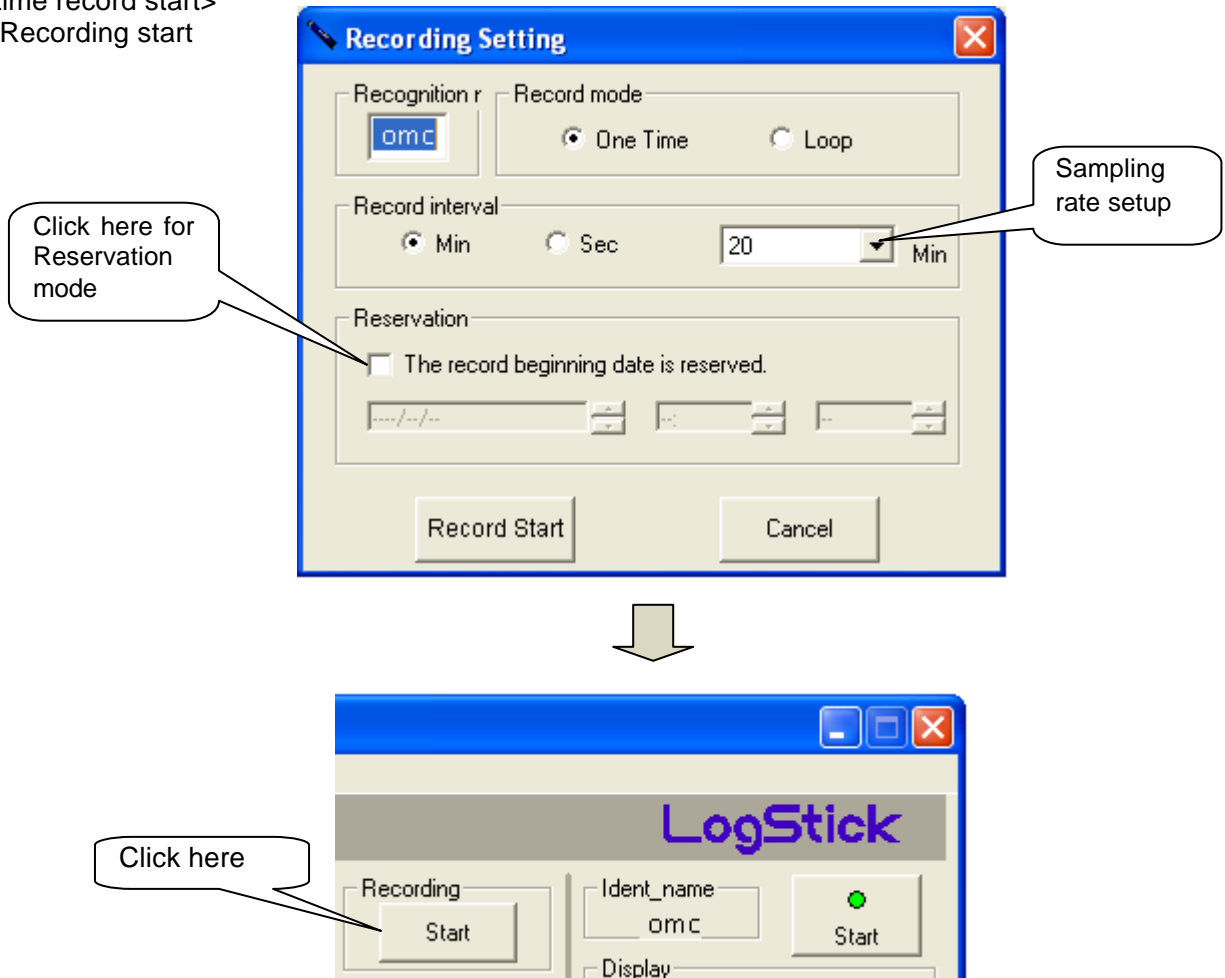 time record start>
Recording start
Recording Setting
Recognition r
Record mode
omc
One Time
Loop
Sampling
rate setup
Record interval
Min
Sec
20
Min
Click here for
Reservation
mode
Reservation
The record beginning date is reserved.
----/--/--
--:
--
Record Start
Cancel
LogStick
Click here
Recording
Start
Ident_name
___omc___
Start
Display